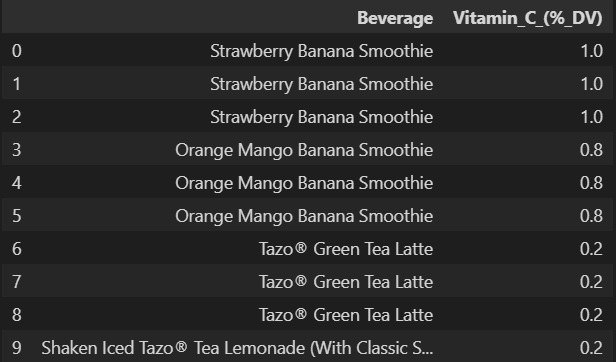 Beverage Vitamin_C_(%_DV)
0 Strawberry Banana Smoothie 1.0
1 Strawberry Banana Smoothie 1.0
2 Strawberry Banana Smoothie 1.0
3 Orange Mango Banana Smoothie 0.8
4 Orange Mango Banana Smoothie 0.8
5 Orange Mango Banana Smoothie 0.8
6 Tazo® Green Tea Latte 0.2
7 Tazo® Green Tea Latte 0.2
8 Tazo® Green Tea Latte 0.2
9 Shaken Iced Tazo® Tea Lemonade (With Classic S... 0.2